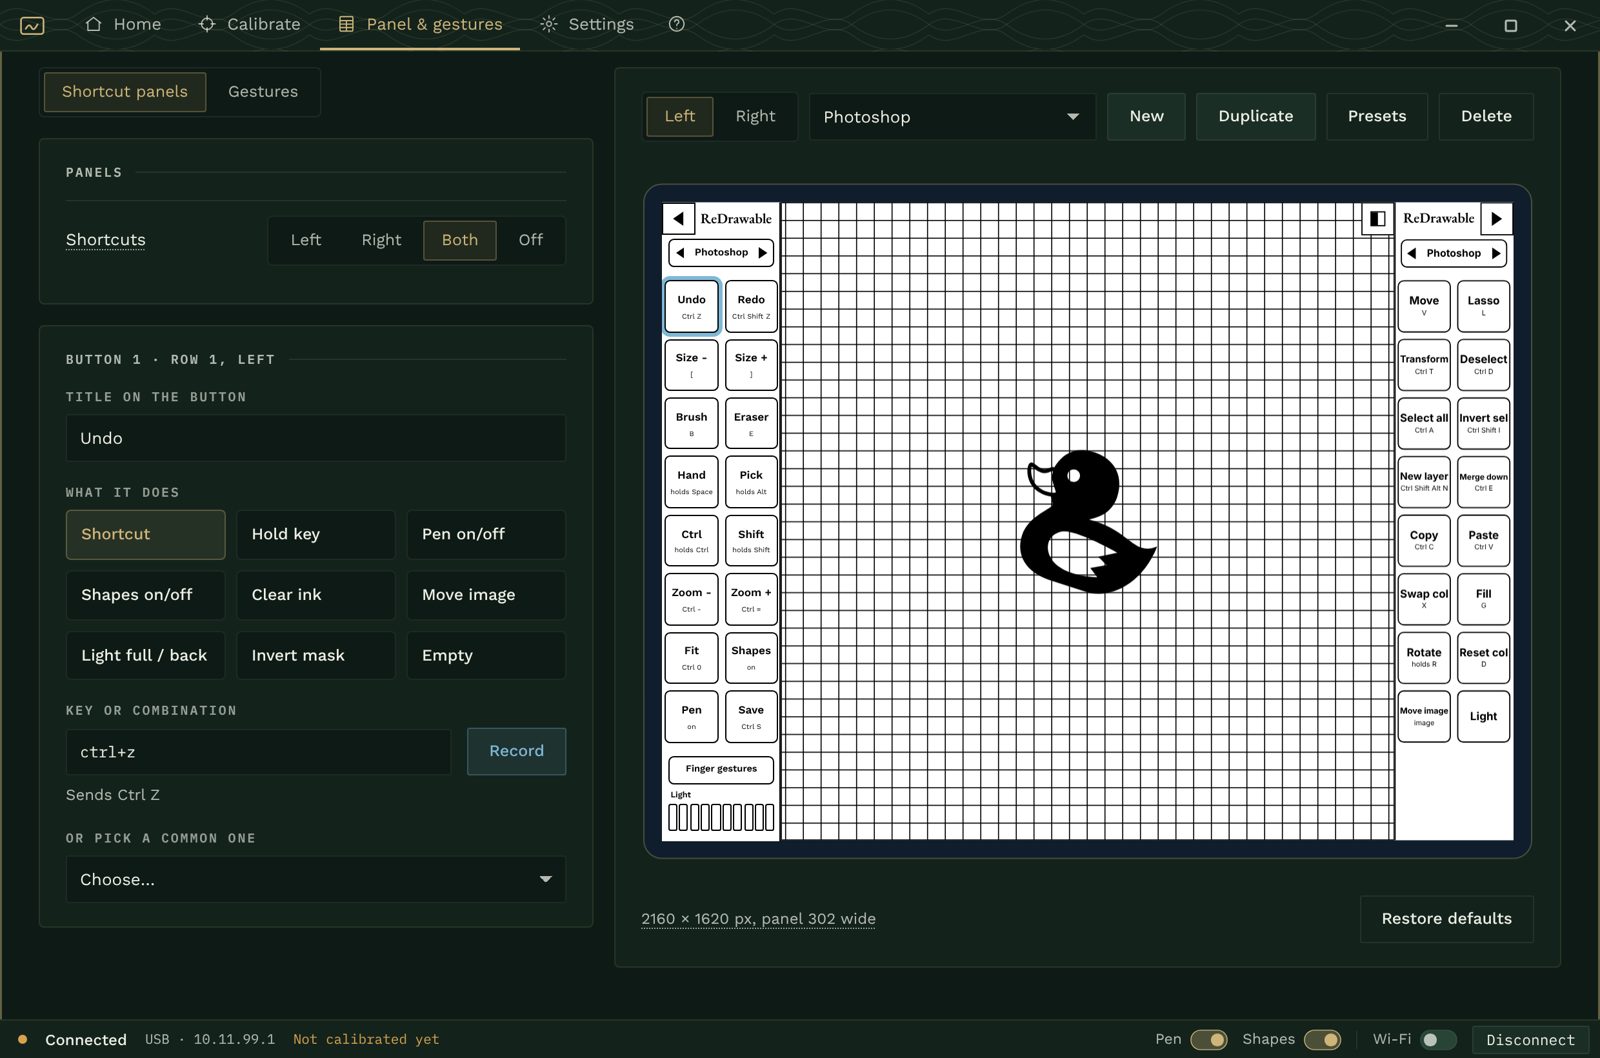 Home
Calibrate
Panel & gestures
Settings
Shortcut panels
Gestures
PANELS
Shortcuts
Left
Right
Both
Off
BUTTON 1 · ROW 1, LEFT
TITLE ON THE BUTTON
Undo
WHAT IT DOES
Shortcut
Hold key
Pen on/off
Shapes on/off
Clear ink
Move image
Light full / back
Invert mask
Empty
KEY OR COMBINATION
ctrl+z
Record
Sends Ctrl Z
OR PICK A COMMON ONE
Choose...
Left
Right
Photoshop
New
Duplicate
Presets
Delete
ReDrawable
Photoshop
Undo
Ctrl Z
Redo
Ctrl Shift Z
Size -
[
Size +
]
Brush
B
Eraser
E
Hand
holds Space
Pick
holds Alt
Ctrl
holds Ctrl
Shift
holds Shift
Zoom -
Ctrl -
Zoom +
Ctrl =
Fit
Ctrl 0
Shapes
on
Pen
on
Save
Ctrl S
Finger gestures
Light
ReDrawable
Photoshop
Move
V
Lasso
L
Transform
Ctrl T
Deselect
Ctrl D
Select all
Ctrl A
Invert sel
Ctrl Shift I
New layer
Ctrl Shift Alt N
Merge down
Ctrl E
Copy
Ctrl C
Paste
Ctrl V
Swap col
X
Fill
G
Rotate
holds R
Reset col
D
Move image
image
Light
2160 × 1620 px, panel 302 wide
Restore defaults
Connected
USB · 10.11.99.1
Not calibrated yet
Pen
Shapes
Wi-Fi
Disconnect